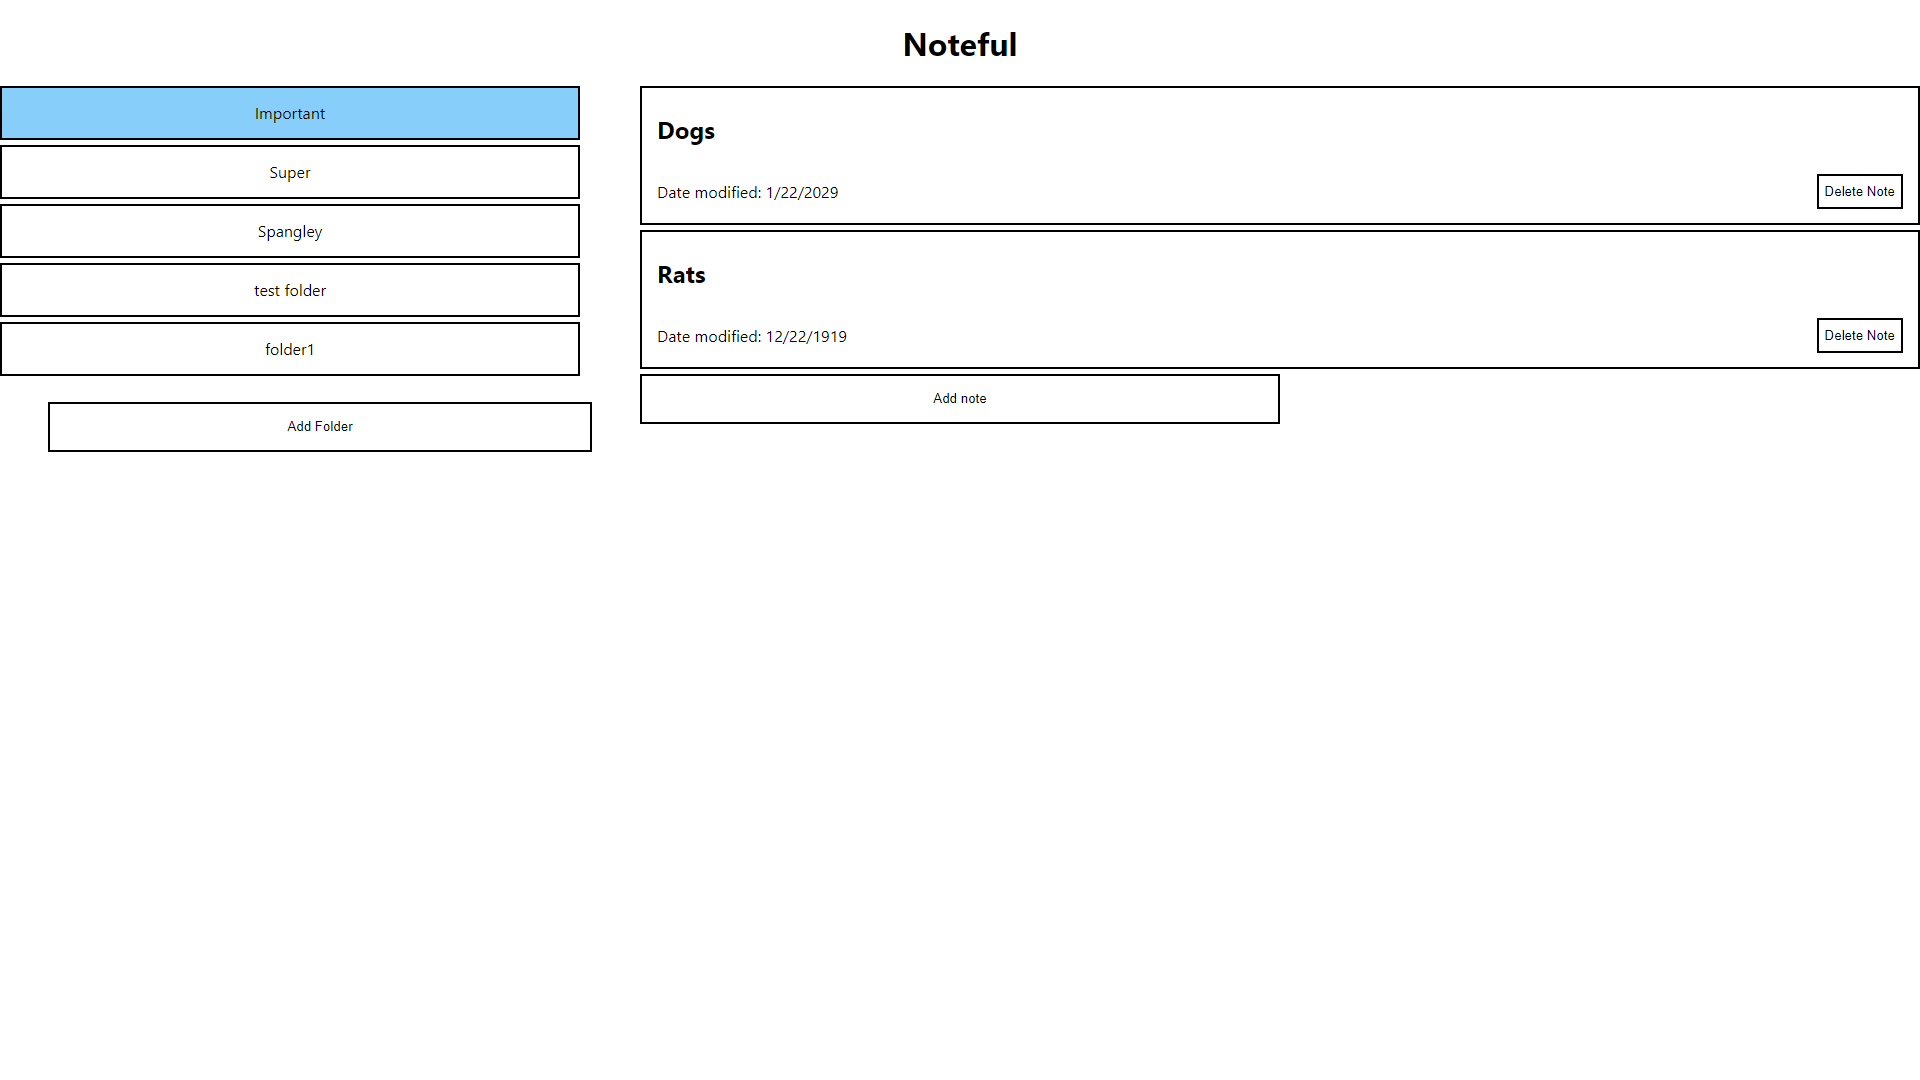 Noteful
Important
Super
Spangley
test folder
folder1
Add Folder
Dogs
Date modified: 1/22/2029
Delete Note
Rats
Date modified: 12/22/1919
Delete Note
Add note